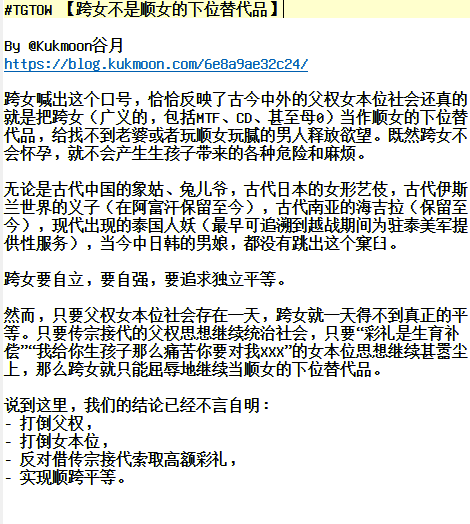 #TGTOW 【跨女不是顺女的下位替代品】
By @Kukmoon谷月
https://blog.kukmoon.com/6e8a9ae32c24/
跨女喊出这个口号，恰恰反映了古今中外的父权女本位社会还真的
就是把跨女（广义的，包括MTF、CD、甚至母0）当作顺女的下位替
代品，给找不到老婆或者玩顺女玩腻的男人释放欲望。既然跨女不
会怀孕，就不会产生生孩子带来的各种危险和麻烦。
无论是古代中国的象姑、兔儿爷，古代日本的女形艺伎，古代伊斯
兰世界的义子（在阿富汗保留至今），古代南亚的海吉拉（保留至
今），现代出现的泰国人妖（最早可追溯到越战期间为驻泰美军提
供性服务），当今中日韩的男娘，都没有跳出这个窠臼。
跨女要自立，要自强，要追求独立平等。
然而，只要父权女本位社会存在一天，跨女就一天得不到真正的平
等。只要传宗接代的父权思想继续统治社会，只要“彩礼是生育补
偿”“我给你生孩子那么痛苦你要对我XXX”的女本位思想继续甚嚣尘
上，那么跨女就只能屈辱地继续当顺女的下位替代品。
说到这里，我们的结论已经不言自明：
- 打倒父权，
- 打倒女本位，
- 反对借传宗接代索取高额彩礼，
- 实现顺跨平等。